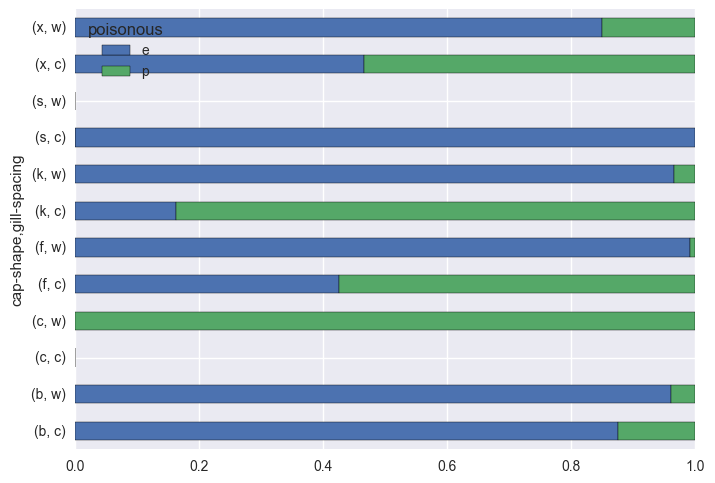 poisonous
e
p
(x, w)
(x, c)
(s, w)
(s, c)
(k, w)
(k, c)
(f, w)
(f, c)
(c, w)
(c, c)
(b, w)
(b, c)
cap-shape,gill-spacing
0.0 0.2 0.4 0.6 0.8 1.0